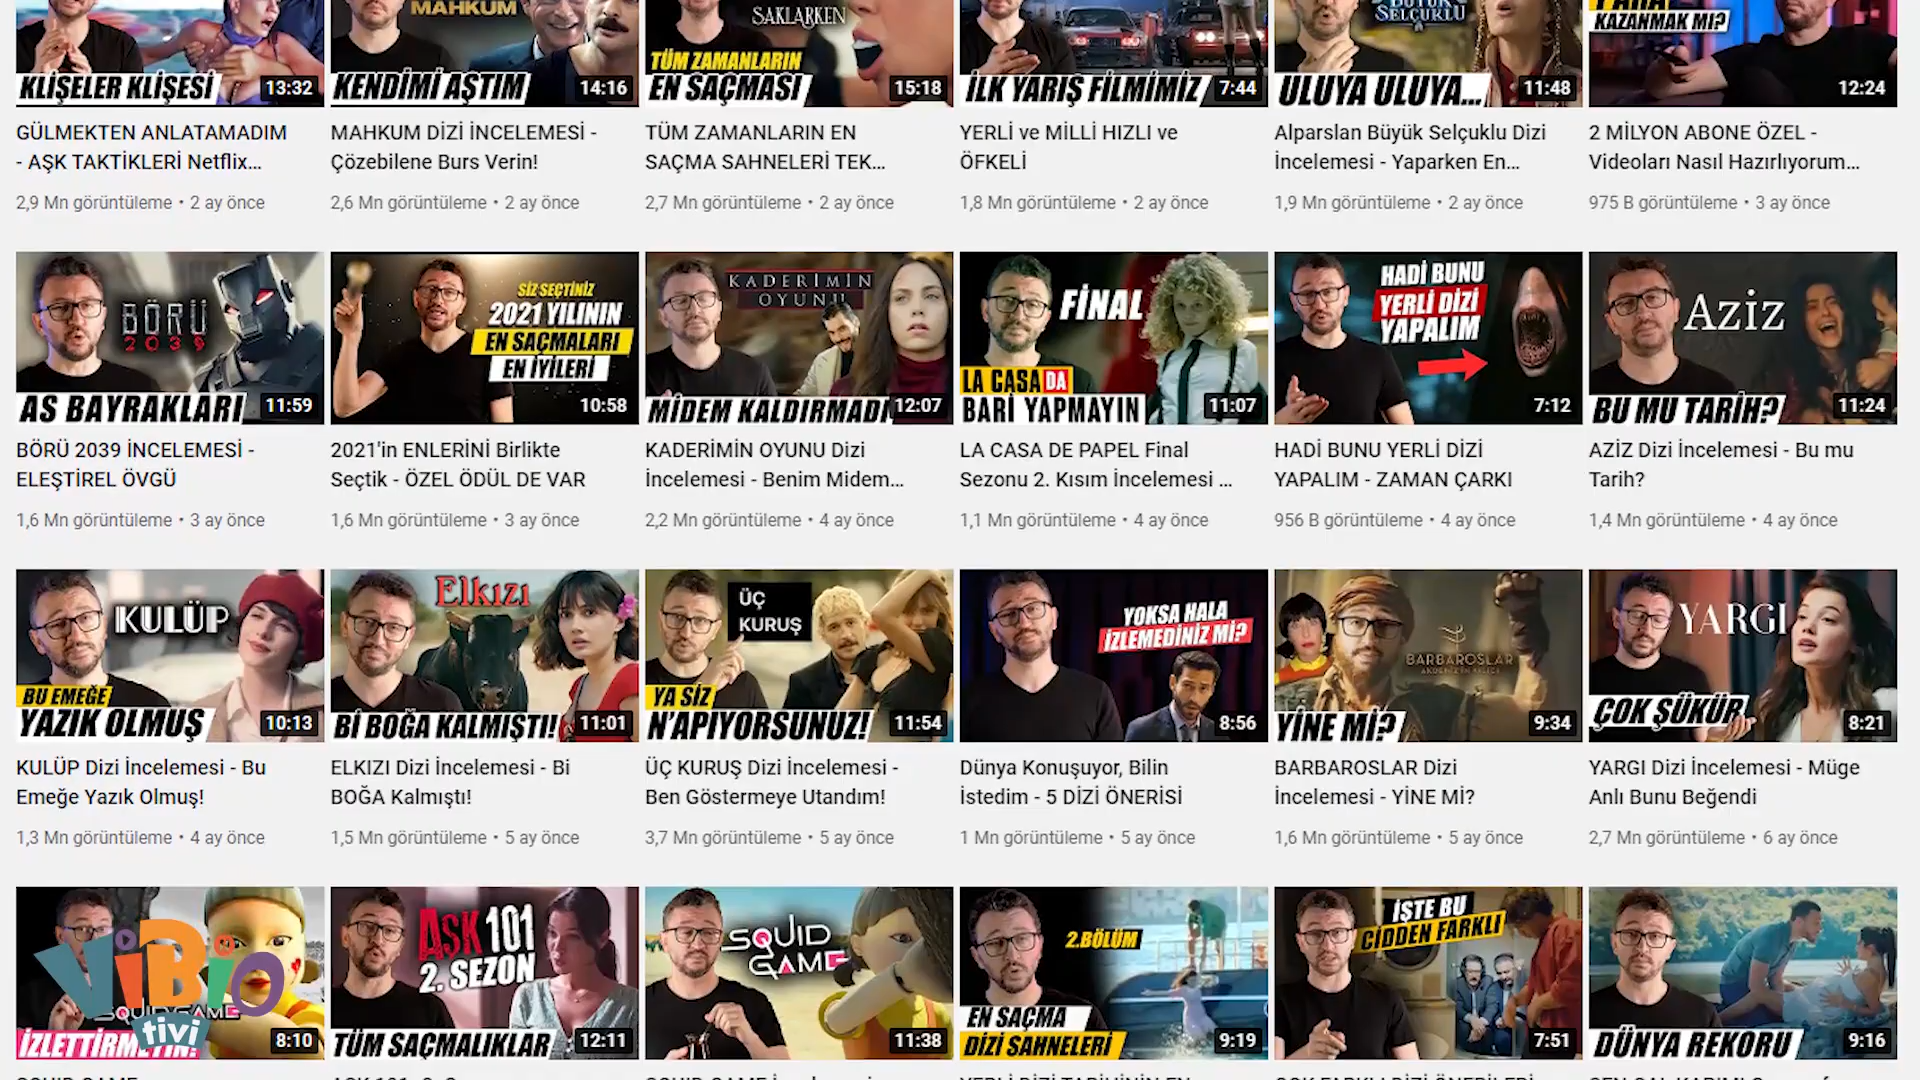 MAHKUM
SAKLARKEN
BÜYÜK
SELÇUKLU
PARA
KAZANMAK MI?
KLİŞELER KLİŞESİ
13:32
KENDİMİ AŞTIM
14:16
TÜM ZAMANLARIN
EN SAÇMASI
15:18
İLK YARIŞ FİLMİMİZ
7:44
ULUYA ULUYA...
11:48
12:24
GÜLMEKTEN ANLATAMADIM
- AŞK TAKTİKLERİ Netflix...
2,9 Mn görüntüleme • 2 ay önce
MAHKUM DİZİ İNCELEMESİ -
Çözebilene Burs Verin!
2,6 Mn görüntüleme • 2 ay önce
TÜM ZAMANLARIN EN
SAÇMA SAHNELERİ TEK...
2,7 Mn görüntüleme • 2 ay önce
YERLİ ve MİLLİ HIZLI ve
ÖFKELİ
1,8 Mn görüntüleme • 2 ay önce
Alparslan Büyük Selçuklu Dizi
İncelemesi - Yaparken En...
1,9 Mn görüntüleme • 2 ay önce
2 MİLYON ABONE ÖZEL -
Videoları Nasıl Hazırlıyorum...
975 B görüntüleme • 3 ay önce
BÖRÜ
2039
AS BAYRAKLARI
11:59
SİZ SEÇTİNİZ
2021 YILININ
EN SAÇMALARI
EN İYİLERİ
10:58
KADERİMİN
OYUNU
MİDEM KALDIRMADI
12:07
FİNAL
LA CASA DA
BARİ YAPMAYIN
11:07
HADİ BUNU
YERLİ DİZİ
YAPALIM
7:12
Aziz
BU MU TARİH?
11:24
BÖRÜ 2039 İNCELEMESİ -
ELEŞTİREL ÖVGÜ
1,6 Mn görüntüleme • 3 ay önce
2021'in ENLERİNİ Birlikte
Seçtik - ÖZEL ÖDÜL DE VAR
1,6 Mn görüntüleme • 3 ay önce
KADERİMİN OYUNU Dizi
İncelemesi - Benim Midem...
2,2 Mn görüntüleme • 4 ay önce
LA CASA DE PAPEL Final
Sezonu 2. Kısım İncelemesi ...
1,1 Mn görüntüleme • 4 ay önce
HADİ BUNU YERLİ DİZİ
YAPALIM - ZAMAN ÇARKI
956 B görüntüleme • 4 ay önce
AZİZ Dizi İncelemesi - Bu mu
Tarih?
1,4 Mn görüntüleme • 4 ay önce
KULÜP
BU EMEĞE
YAZIK OLMUŞ
10:13
Elkızı
Bİ BOĞA KALMIŞTI!
11:01
ÜÇ
KURUŞ
YA SİZ
N'APIYORSUNUZ!
11:54
YOKSA HALA
İZLEMEDİNİZ Mİ?
8:56
BARBAROSLAR
AKDENİZ'İN KILICI
YİNE Mİ?
9:34
YARGI
ÇOK ŞÜKÜR
8:21
KULÜP Dizi İncelemesi - Bu
Emeğe Yazık Olmuş!
1,3 Mn görüntüleme • 4 ay önce
ELKIZI Dizi İncelemesi - Bi
BOĞA Kalmıştı!
1,5 Mn görüntüleme • 5 ay önce
ÜÇ KURUŞ Dizi İncelemesi -
Ben Göstermeye Utandım!
3,7 Mn görüntüleme • 5 ay önce
Dünya Konuşuyor, Bilin
İstedim - 5 DİZİ ÖNERİSİ
1 Mn görüntüleme • 5 ay önce
BARBAROSLAR Dizi
İncelemesi - YİNE Mİ?
1,6 Mn görüntüleme • 5 ay önce
YARGI Dizi İncelemesi - Müge
Anlı Bunu Beğendi
2,7 Mn görüntüleme • 6 ay önce
ViBiO
tivi
SQUID GAME
İZLETTİRMEYİN!
8:10
AŞK 101
2. SEZON
TÜM SAÇMALIKLAR
12:11
SQUID
GAME
11:38
2.BÖLÜM
EN SAÇMA
DİZİ SAHNELERİ
9:19
İŞTE BU
CİDDEN FARKLI
7:51
DÜNYA REKORU
9:16